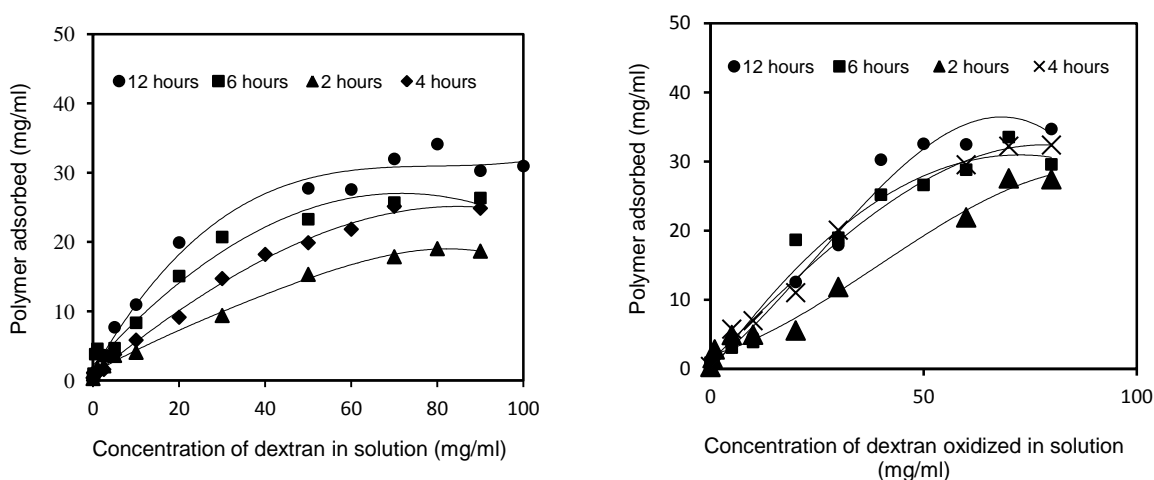 50
40
30
20
10
0
0 20 40 60 80 100
12 hours 6 hours 2 hours 4 hours
Polymer adsorbed (mg/ml)
Concentration of dextran in solution (mg/ml)
50
40
30
20
10
0
0 50 100
12 hours 6 hours 2 hours 4 hours
Polymer adsorbed (mg/ml)
Concentration of dextran oxidized in solution
(mg/ml)